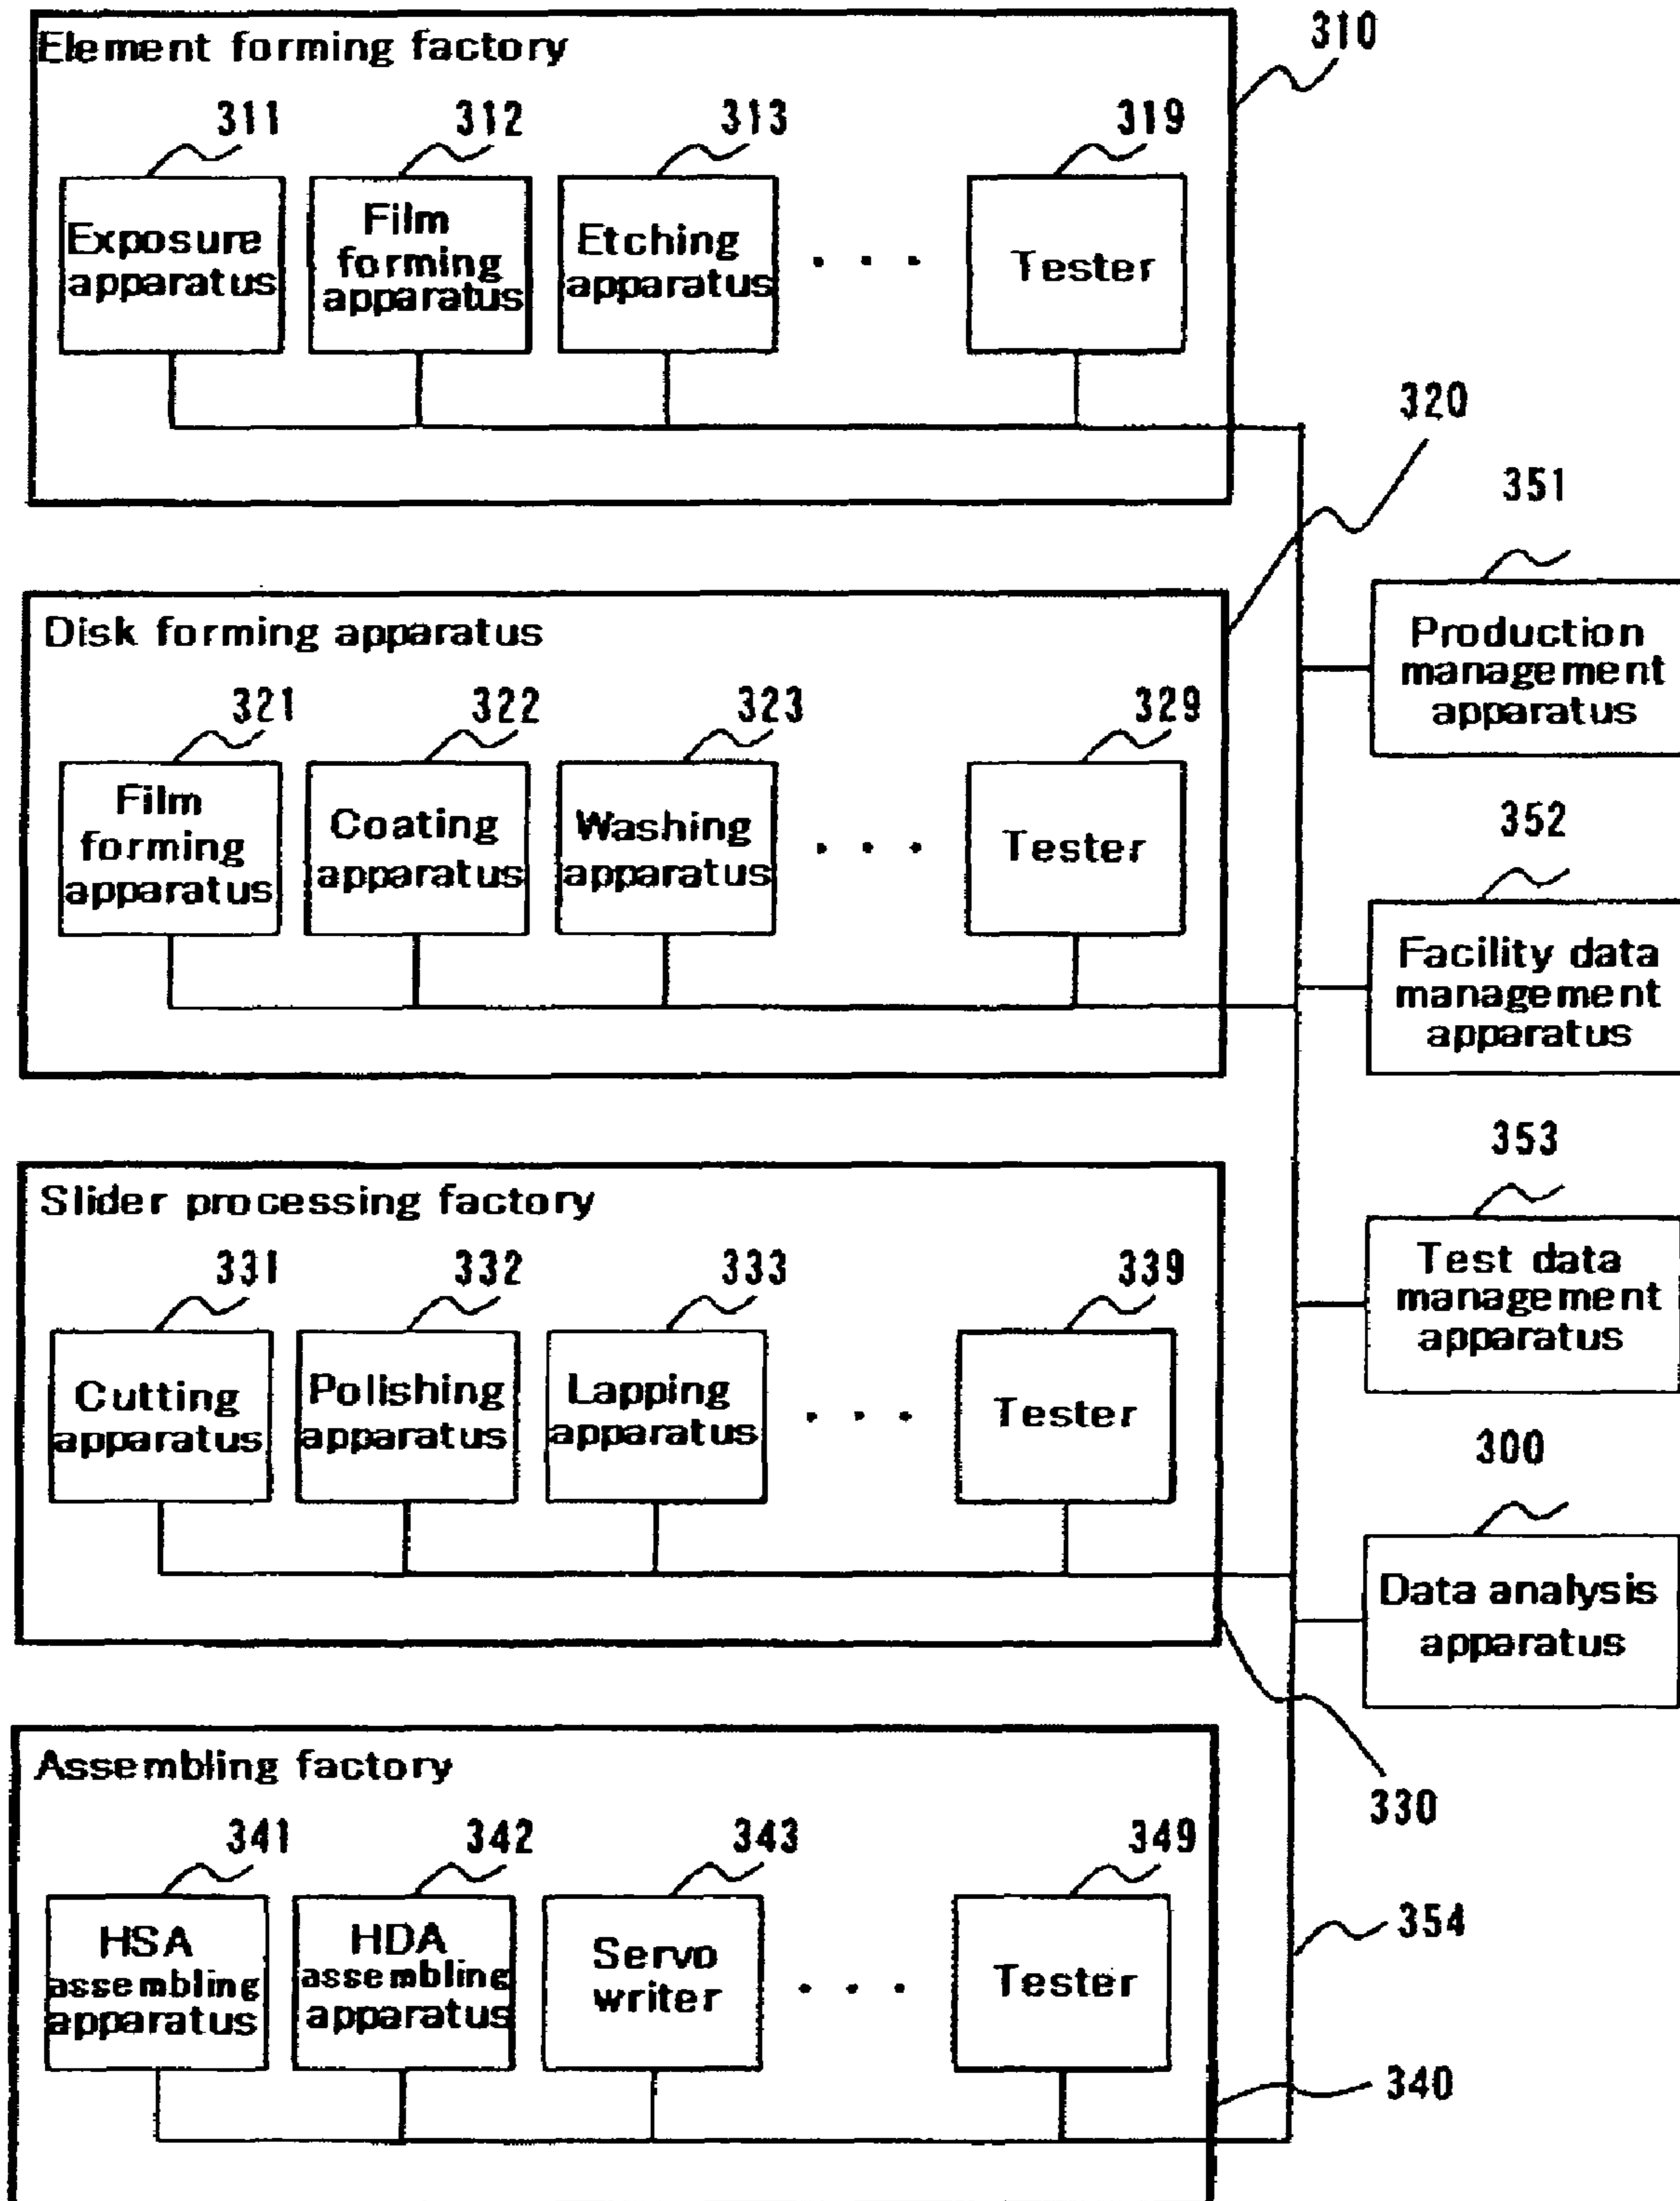 310
Element forming factory
311
312
313
319
Exposure
apparatus
Film
forming
apparatus
Etching
apparatus
. . .
Tester
320
351
Production
management
apparatus
Disk forming apparatus
321
322
323
329
Film
forming
apparatus
Coating
apparatus
Washing
apparatus
. . .
Tester
352
Facility data
management
apparatus
353
Test data
management
apparatus
Slider processing factory
331
332
333
339
Cutting
apparatus
Polishing
apparatus
Lapping
apparatus
. . .
Tester
300
Data analysis
apparatus
330
Assembling factory
341
342
343
349
HSA
assembling
apparatus
HDA
assembling
apparatus
Servo
writer
. . .
Tester
354
340